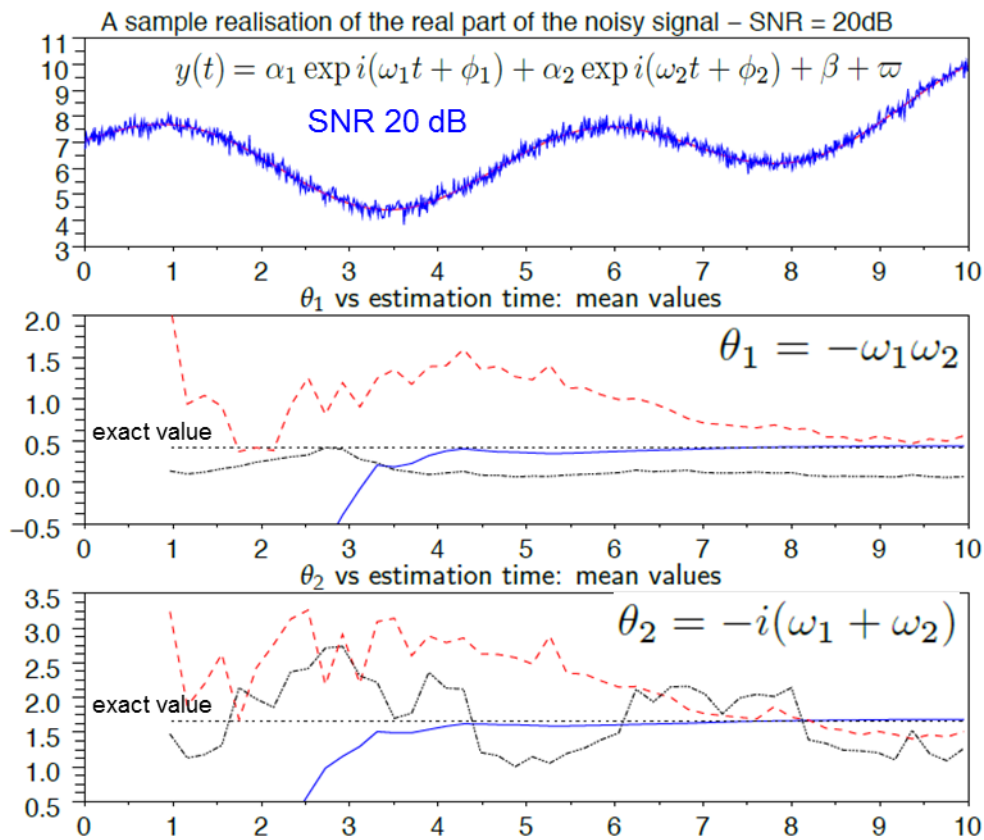 A sample realisation of the real part of the noisy signal – SNR = 20dB
11
10
9
8
7
6
5
4
3
y(t) = α₁ exp i(ω₁t + ϕ₁) + α₂ exp i(ω₂t + ϕ₂) + β + ϖ
SNR 20 dB
0 1 2 3 4 5 6 7 8 9 10
θ₁ vs estimation time: mean values
2.0
1.5
1.0
0.5
0.0
−0.5
θ₁ = −ω₁ω₂
exact value
0 1 2 3 4 5 6 7 8 9 10
θ₂ vs estimation time: mean values
3.5
3.0
2.5
2.0
1.5
1.0
0.5
θ₂ = −i(ω₁ + ω₂)
exact value
0 1 2 3 4 5 6 7 8 9 10